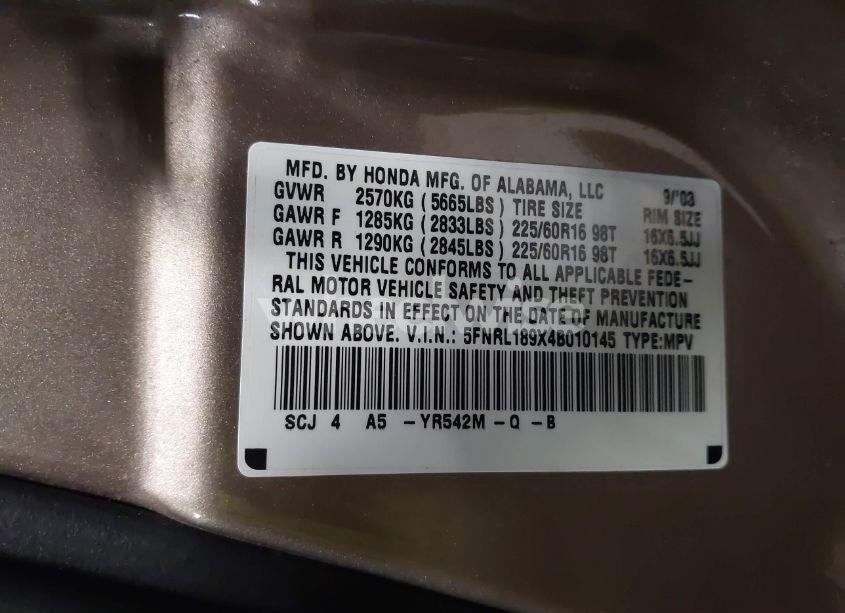 MFD. BY HONDA MFG. OF ALABAMA, LLC 9/'03
GVWR 2570KG (5665LBS) TIRE SIZE RIM SIZE
GAWR F 1285KG (2833LBS) 225/60R16 98T 16X6.5JJ
GAWR R 1290KG (2845LBS) 225/60R16 98T 16X6.5JJ
THIS VEHICLE CONFORMS TO ALL APPLICABLE FEDE-
RAL MOTOR VEHICLE SAFETY AND THEFT PREVENTION
STANDARDS IN EFFECT ON THE DATE OF MANUFACTURE
SHOWN ABOVE. V.I.N.: 5FNRL189X4B010145 TYPE:MPV
SCJ 4 A5 -YR542M -Q -B